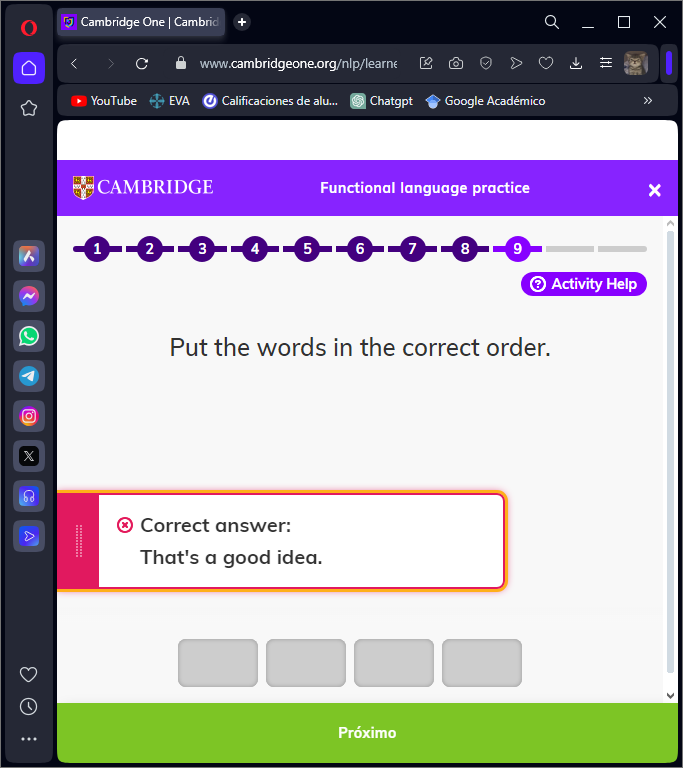 Cambridge One | Cambrid
www.cambridgeone.org/nlp/learne
YouTube EVA Calificaciones de alu... Chatgpt Google Académico
CAMBRIDGE Functional language practice
1 2 3 4 5 6 7 8 9
Activity Help
Put the words in the correct order.
Correct answer:
That's a good idea.
Próximo